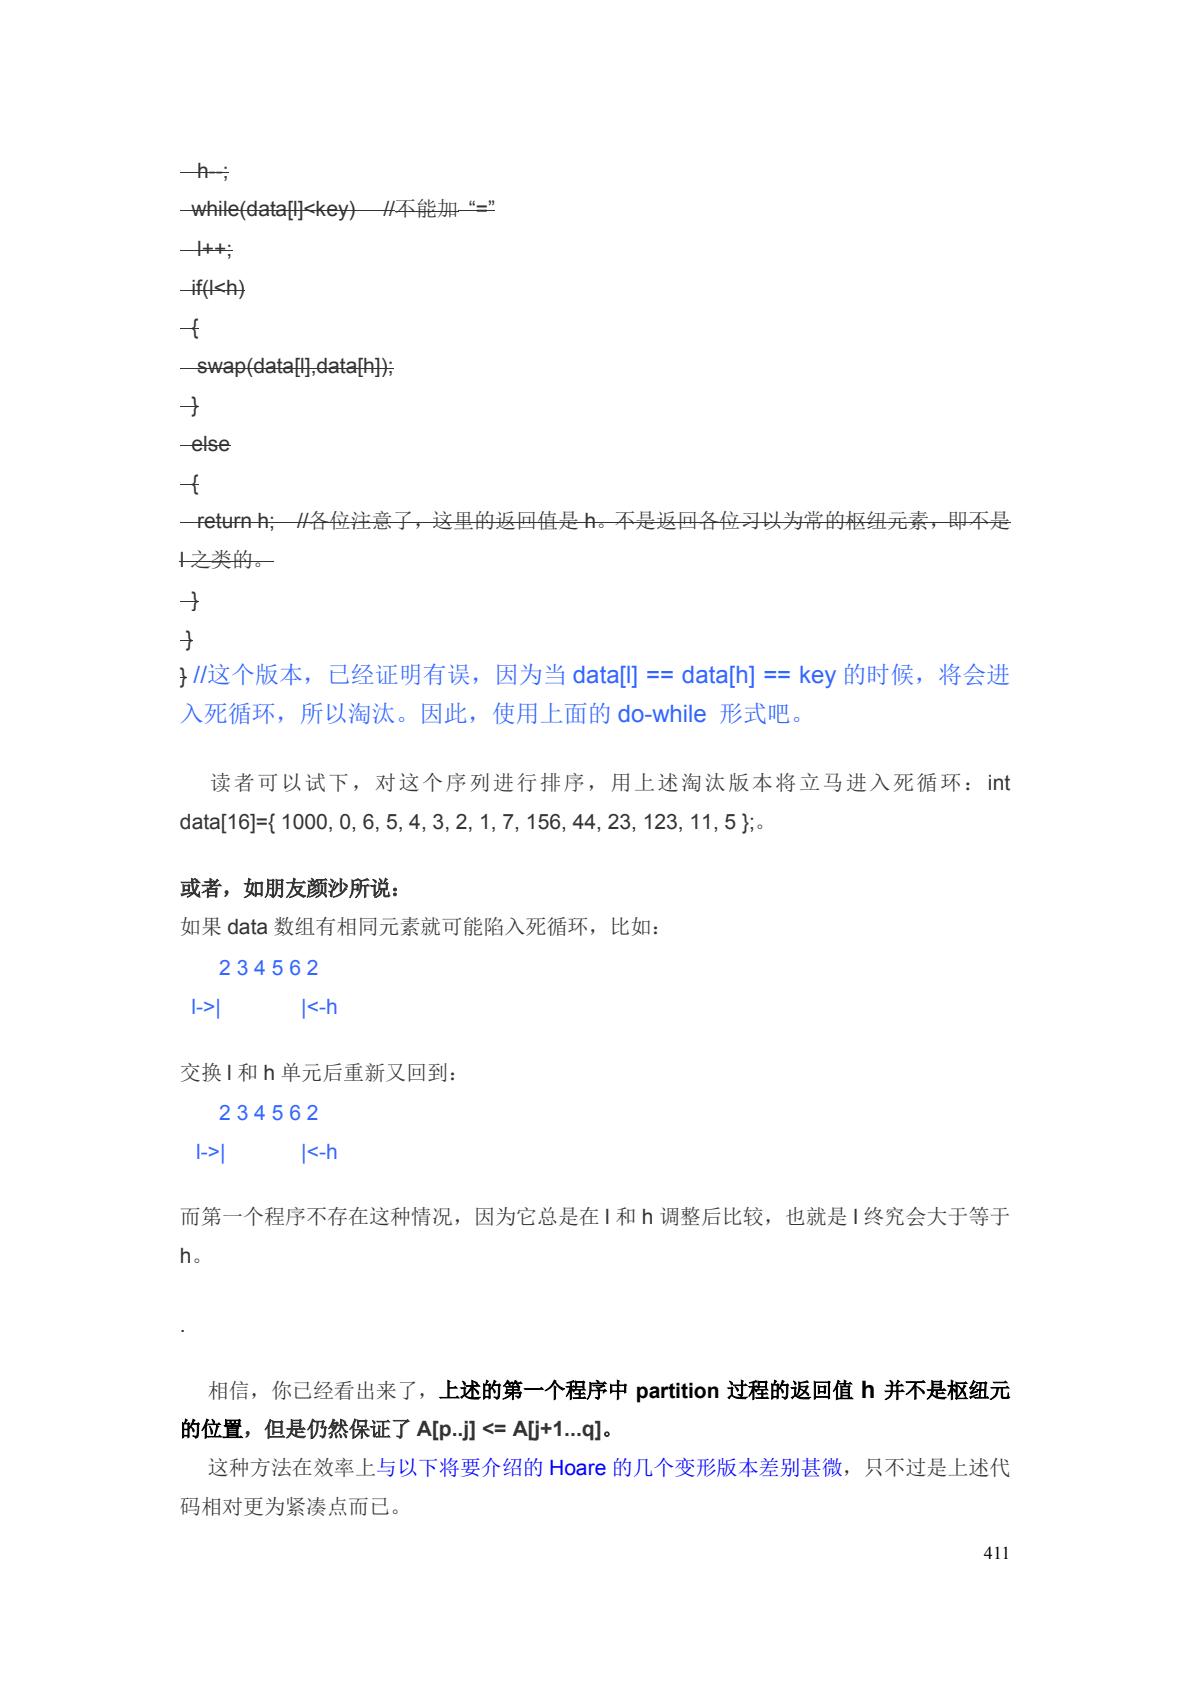 h--;
while(data[l]<key)   //不能加 “=”
l++;
if(l<h)
{
swap(data[l],data[h]);
}
else
{
return h;   //各位注意了，这里的返回值是 h。不是返回各位习以为常的枢纽元素，即不是
l 之类的。
}
}
} //这个版本，已经证明有误，因为当 data[l] == data[h] == key 的时候，将会进
入死循环，所以淘汰。因此，使用上面的 do-while 形式吧。
读者可以试下，对这个序列进行排序，用上述淘汰版本将立马进入死循环：int
data[16]={ 1000, 0, 6, 5, 4, 3, 2, 1, 7, 156, 44, 23, 123, 11, 5 };。
或者，如朋友颜沙所说：
如果 data 数组有相同元素就可能陷入死循环，比如：
2 3 4 5 6 2
l->|             |<-h
交换 l 和 h 单元后重新又回到：
2 3 4 5 6 2
l->|             |<-h
而第一个程序不存在这种情况，因为它总是在 l 和 h 调整后比较，也就是 l 终究会大于等于
h。
.
相信，你已经看出来了，上述的第一个程序中 partition 过程的返回值 h 并不是枢纽元
的位置，但是仍然保证了 A[p..j] <= A[j+1...q]。
这种方法在效率上与以下将要介绍的 Hoare 的几个变形版本差别甚微，只不过是上述代
码相对更为紧凑点而已。
411